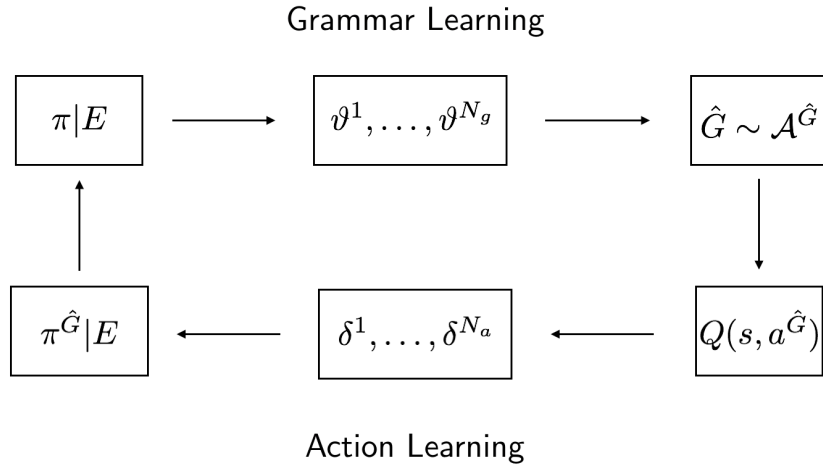 Grammar Learning
π|E
ϑ¹, . . . , ϑ^{N_g}
Ĝ ∼ 𝒜^{Ĝ}
π^{Ĝ}|E
δ¹, . . . , δ^{N_a}
Q(s, a^{Ĝ})
Action Learning